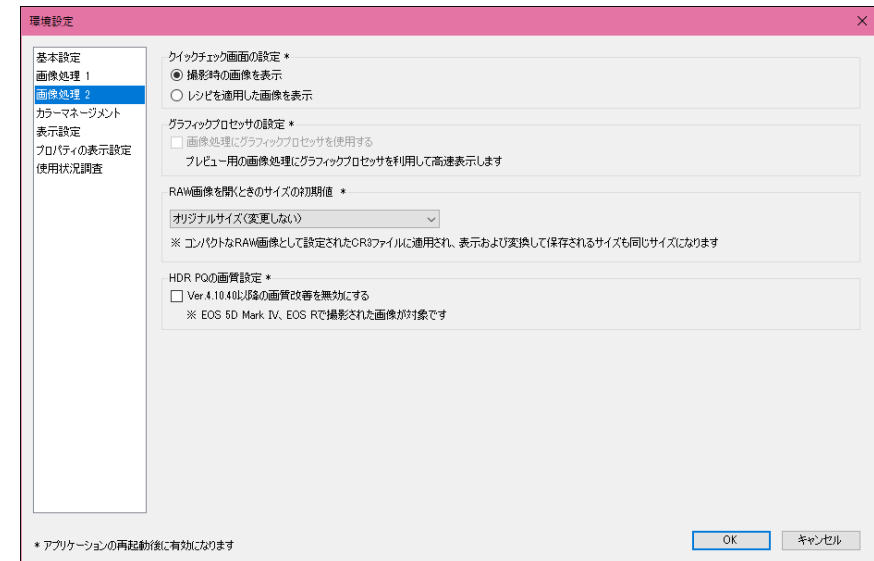 環境設定
基本設定
画像処理 1
画像処理 2
カラーマネージメント
表示設定
プロパティの表示設定
使用状況調査
クイックチェック画面の設定 *
撮影時の画像を表示
レシピを適用した画像を表示
グラフィックプロセッサの設定 *
画像処理にグラフィックプロセッサを使用する
プレビュー用の画像処理にグラフィックプロセッサを利用して高速表示します
RAW画像を開くときのサイズの初期値 *
オリジナルサイズ(変更しない)
※ コンパクトなRAW画像として設定されたCR3ファイルに適用され、表示および変換して保存されるサイズも同じサイズになります
HDR PQの画質設定 *
Ver.4.10.40以降の画質改善を無効にする
※ EOS 5D Mark IV、EOS Rで撮影された画像が対象です
* アプリケーションの再起動後に有効になります
OK
キャンセル